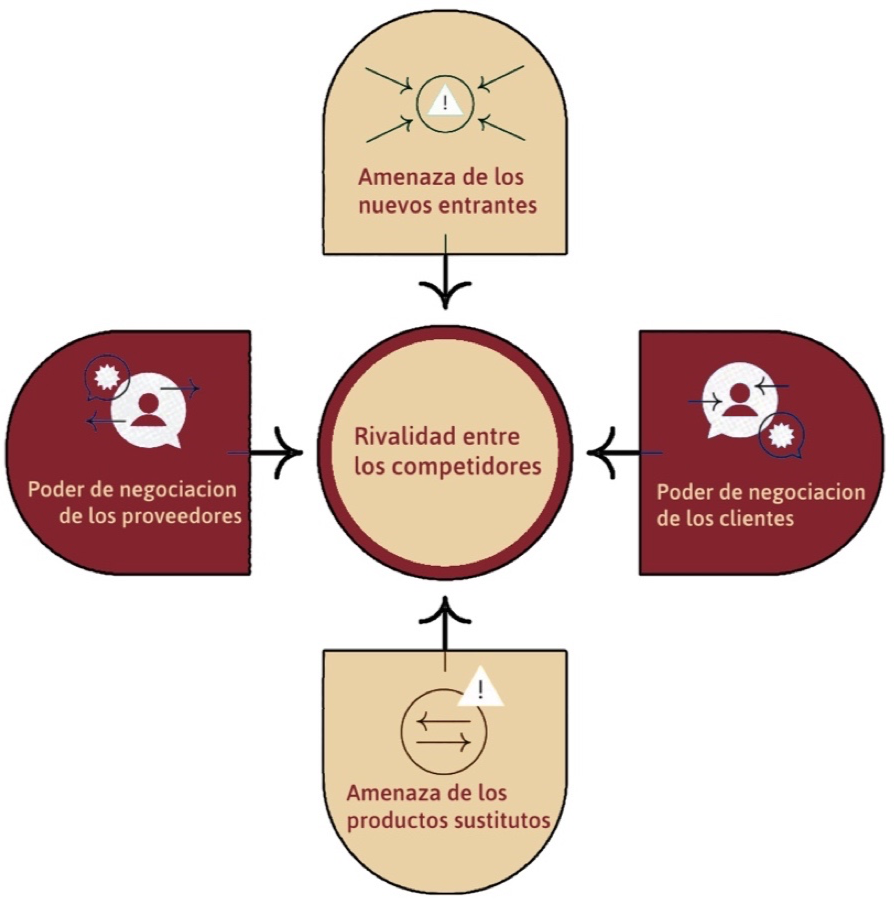 Amenaza de los
nuevos entrantes
Poder de negociacion
de los proveedores
Rivalidad entre
los competidores
Poder de negociacion
de los clientes
Amenaza de los
productos sustitutos